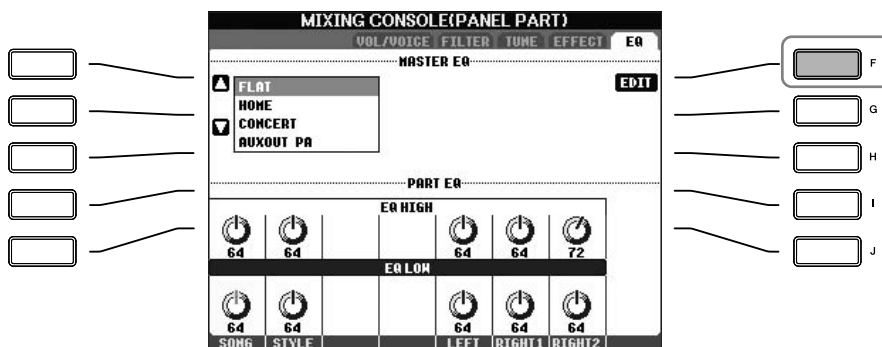 MIXING CONSOLE(PANEL PART)
VOL/VOICE FILTER TUNE EFFECT EQ
MASTER EQ
FLAT
EDIT
HOME
CONCERT
AUXOUT PA
PART EQ
EQ HIGH
64 64 64 64 72
EQ LOW
64 64 64 64 64
SONG STYLE LEFT RIGHT1 RIGHT2
F
G
H
I
J